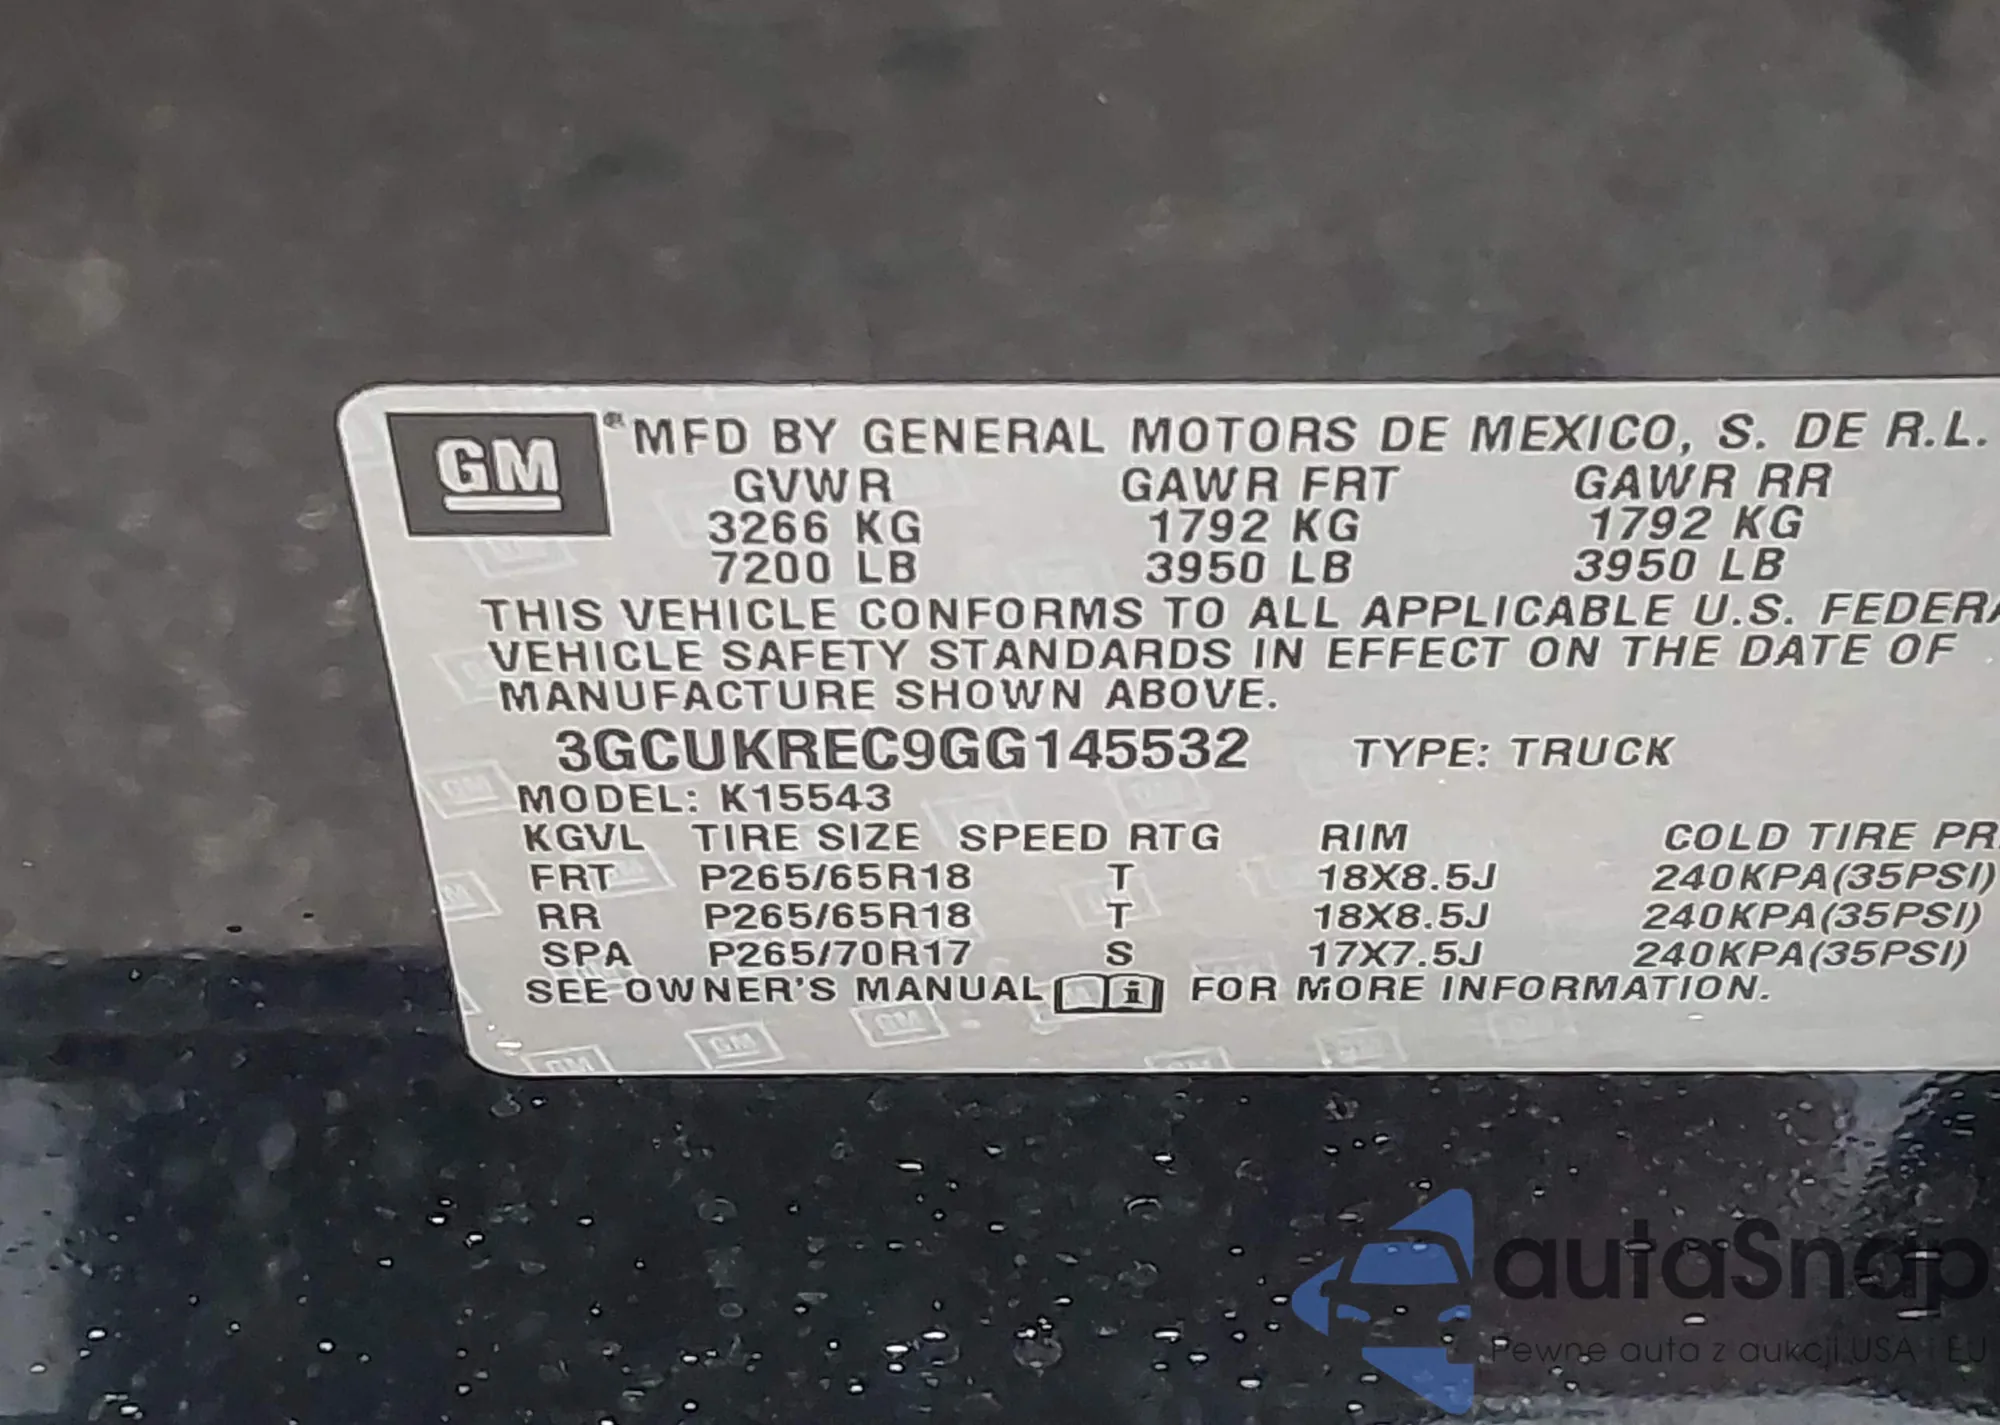 GM ® MFD BY GENERAL MOTORS DE MEXICO, S. DE R.L.
GVWR GAWR FRT GAWR RR
3266 KG 1792 KG 1792 KG
7200 LB 3950 LB 3950 LB
THIS VEHICLE CONFORMS TO ALL APPLICABLE U.S. FEDERA
VEHICLE SAFETY STANDARDS IN EFFECT ON THE DATE OF
MANUFACTURE SHOWN ABOVE.
3GCUKREC9GG145532 TYPE: TRUCK
MODEL: K15543
KGVL TIRE SIZE SPEED RTG RIM COLD TIRE PR
FRT P265/65R18 T 18X8.5J 240KPA(35PSI)
RR P265/65R18 T 18X8.5J 240KPA(35PSI)
SPA P265/70R17 S 17X7.5J 240KPA(35PSI)
SEE OWNER'S MANUAL i FOR MORE INFORMATION.
autaSnap
Pewne auta z aukcji USA i EU